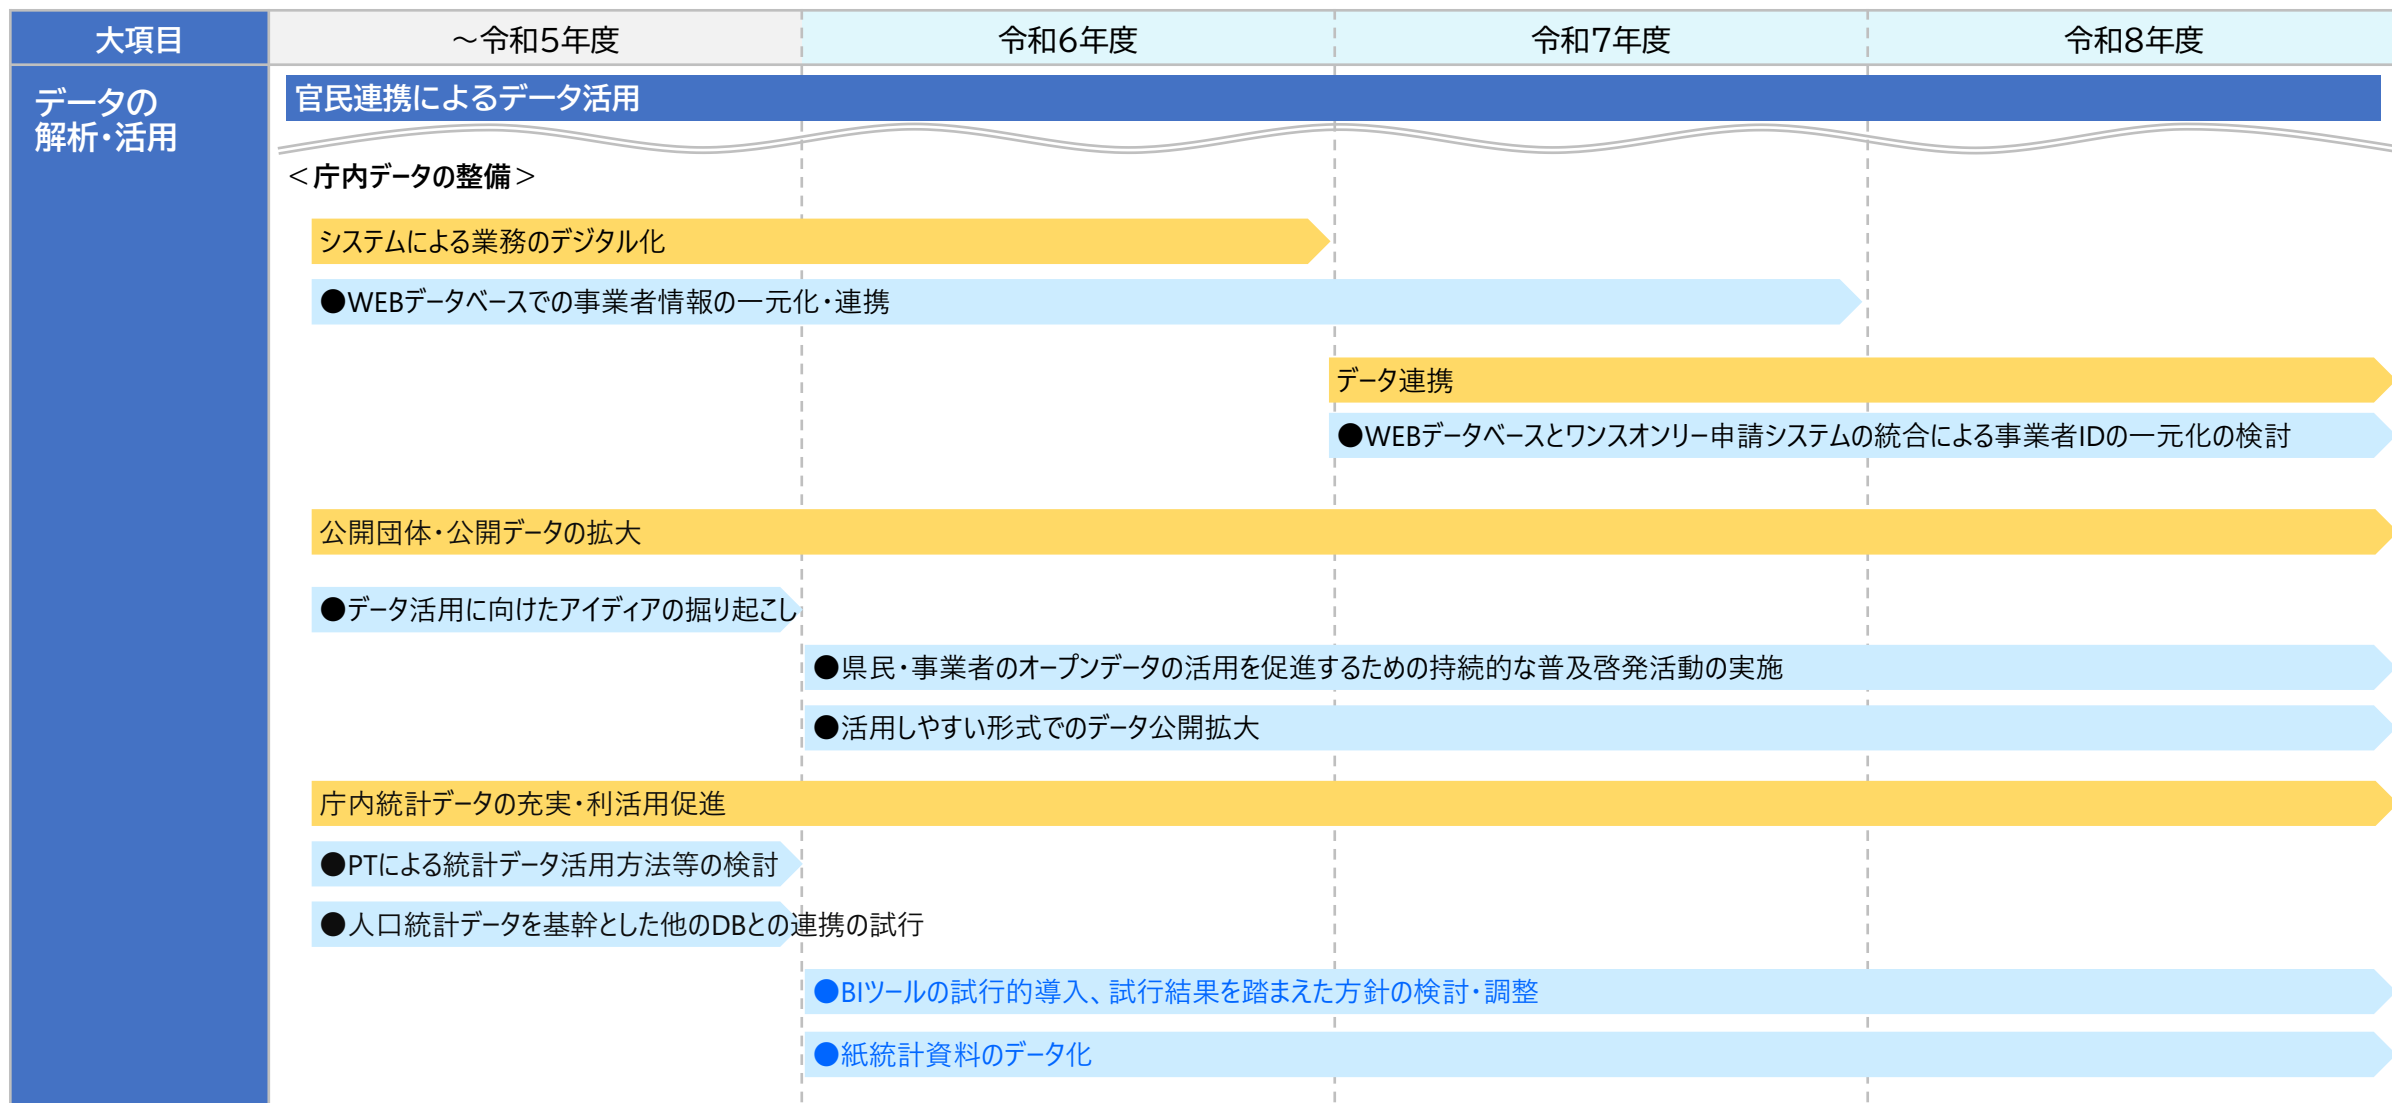 大項目
～令和5年度
令和6年度
令和7年度
令和8年度
データの
解析・活用
官民連携によるデータ活用
＜庁内データの整備＞
システムによる業務のデジタル化
●WEBデータベースでの事業者情報の一元化・連携
データ連携
●WEBデータベースとワンスオンリー申請システムの統合による事業者IDの一元化の検討
公開団体・公開データの拡大
●データ活用に向けたアイディアの掘り起こし
●県民・事業者のオープンデータの活用を促進するための持続的な普及啓発活動の実施
●活用しやすい形式でのデータ公開拡大
庁内統計データの充実・利活用促進
●PTによる統計データ活用方法等の検討
●人口統計データを基幹とした他のDBとの連携の試行
●BIツールの試行的導入、試行結果を踏まえた方針の検討・調整
●紙統計資料のデータ化